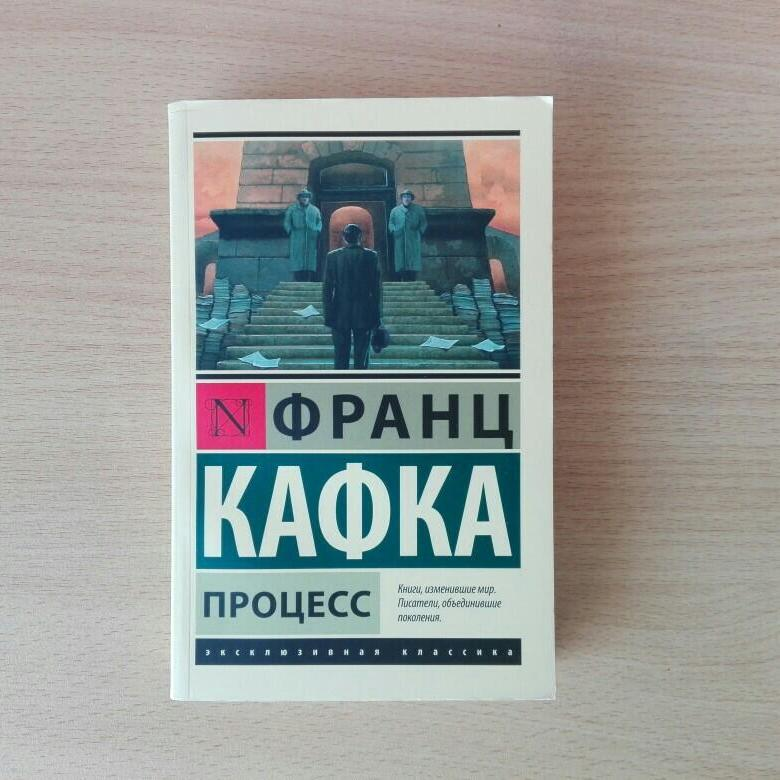 N
ФРАНЦ
КАФКА
ПРОЦЕСС
Книги, изменившие мир.
Писатели, объединившие
поколения.
эксклюзивная классика